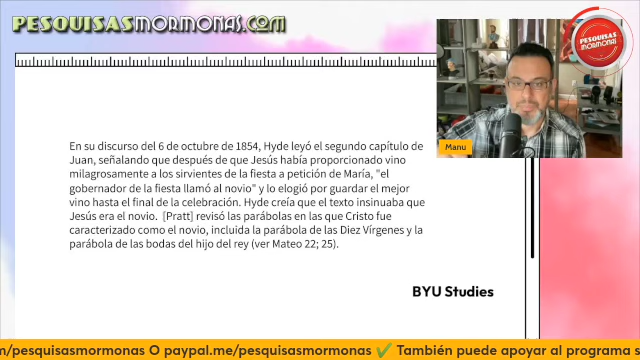 PESQUISASMORMONAS.COM
PESQUISAS
MORMONAS
Manu
En su discurso del 6 de octubre de 1854, Hyde leyó el segundo capítulo de
Juan, señalando que después de que Jesús había proporcionado vino
milagrosamente a los sirvientes de la fiesta a petición de María, "el
gobernador de la fiesta llamó al novio" y lo elogió por guardar el mejor
vino hasta el final de la celebración. Hyde creía que el texto insinuaba que
Jesús era el novio. [Pratt] revisó las parábolas en las que Cristo fue
caracterizado como el novio, incluida la parábola de las Diez Vírgenes y la
parábola de las bodas del hijo del rey (ver Mateo 22; 25).
BYU Studies
m/pesquisasmormonas O paypal.me/pesquisasmormonas ✔ También puede apoyar al programa s